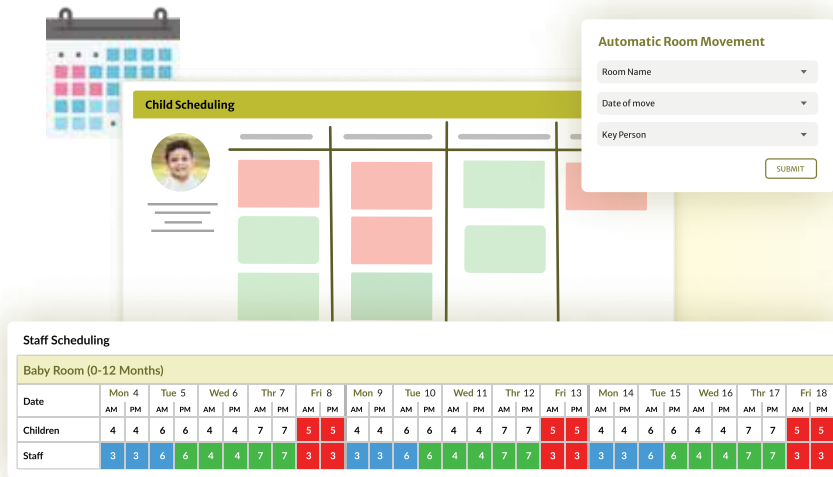 Automatic Room Movement
Room Name
Date of move
Key Person
SUBMIT
Child Scheduling
Staff Scheduling
Baby Room (0-12 Months)
Date Mon 4 Tue 5 Wed 6 Thr 7 Fri 8 Mon 9 Tue 10 Wed 11 Thr 12 Fri 13 Mon 14 Tue 15 Wed 16 Thr 17 Fri 18
AM PM AM PM AM PM AM PM AM PM AM PM AM PM AM PM AM PM AM PM AM PM AM PM AM PM AM PM AM PM
Children 4 4 6 6 4 4 7 7 5 5 4 4 6 6 4 4 7 7 5 5 4 4 6 6 4 4 7 7 5 5
Staff 3 3 6 6 4 4 7 7 3 3 3 3 6 6 4 4 7 7 3 3 3 3 6 6 4 4 7 7 3 3